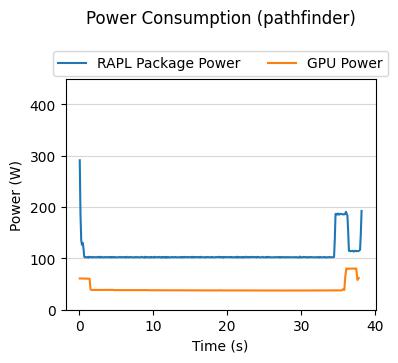 Power Consumption (pathfinder)
RAPL Package Power GPU Power
400
300
200
100
0
Power (W)
0 10 20 30 40
Time (s)